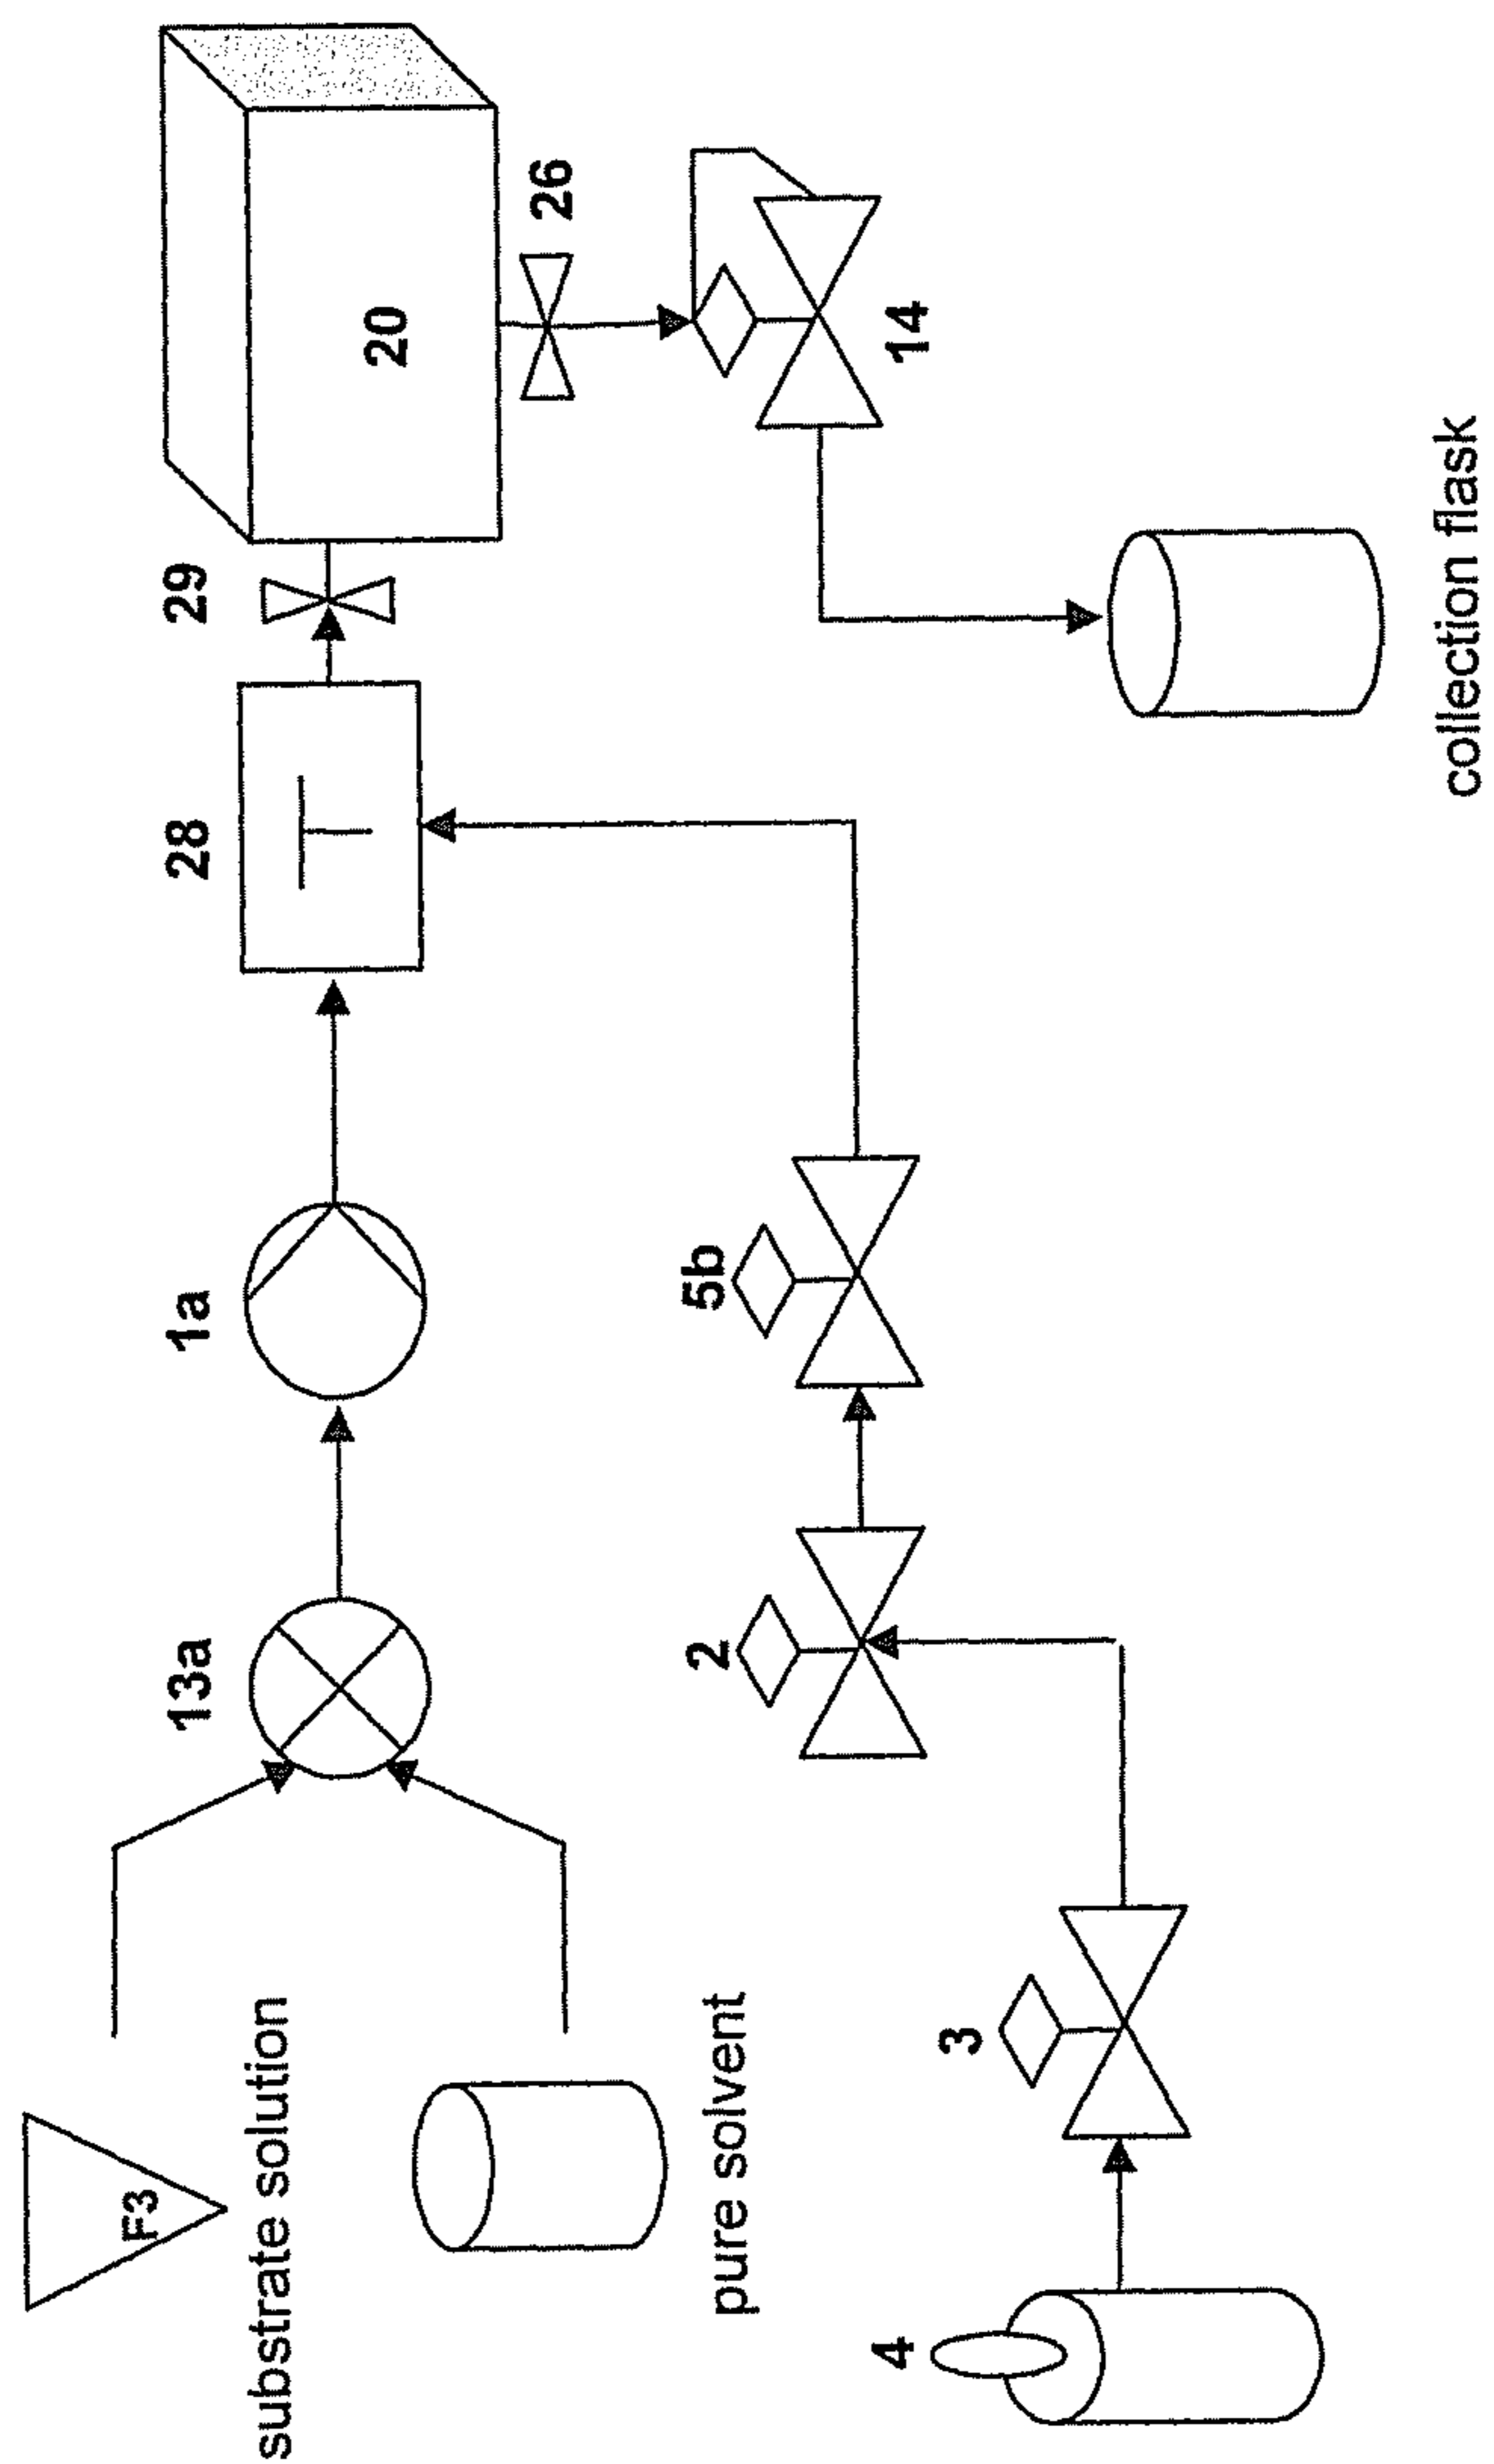 F3
substrate solution
pure solvent
13a
1a
28
29
20
26
14
4
3
2
5b
collection flask